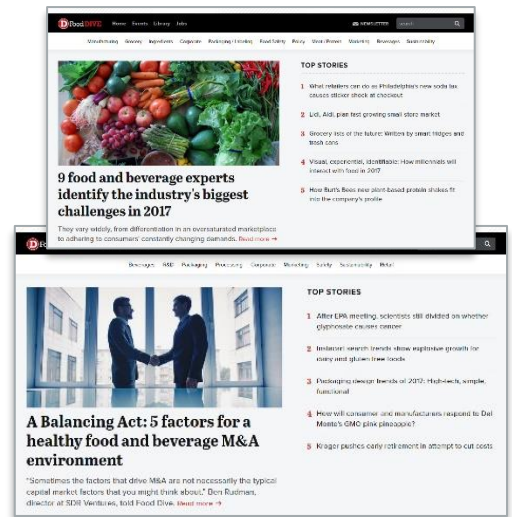 Food DIVE Home Events Library Jobs NEWSLETTER search
Manufacturing Grocery Ingredients Corporate Packaging / Labeling Food Safety Policy Meat / Protein Marketing Beverages Sustainability
9 food and beverage experts
identify the industry's biggest
challenges in 2017
They vary widely, from differentiation in an oversaturated marketplace
to adhering to consumers' constantly changing demands. Read more →
TOP STORIES
1 What retailers can do as Philadelphia's new soda tax
causes sticker shock at checkout
2 Lidl, Aldi, plan fast growing small store market
3 Grocery lists of the future: Written by smart fridges and
trash cans
4 Visual, experiential, identifiable: How millennials will
interact with food in 2017
5 How Burt's Bees new plant-based protein shakes fit
into the company's profile
Beverages R&D Packaging Processing Corporate Marketing Safety Sustainability Retail
A Balancing Act: 5 factors for a
healthy food and beverage M&A
environment
"Sometimes the factors that drive M&A are not necessarily the typical
capital market factors that you might think about," Ben Rudman,
director at SDR Ventures, told Food Dive. Read more →
TOP STORIES
1 After EPA meeting, scientists still divided on whether
glyphosate causes cancer
2 Instacart search trends show explosive growth for
dairy and gluten free foods
3 Packaging design trends of 2017: High-tech, simple,
functional
4 How will consumer and manufacturers respond to Del
Monte's GMO pink pineapple?
5 Kroger pushes early retirement in attempt to cut costs